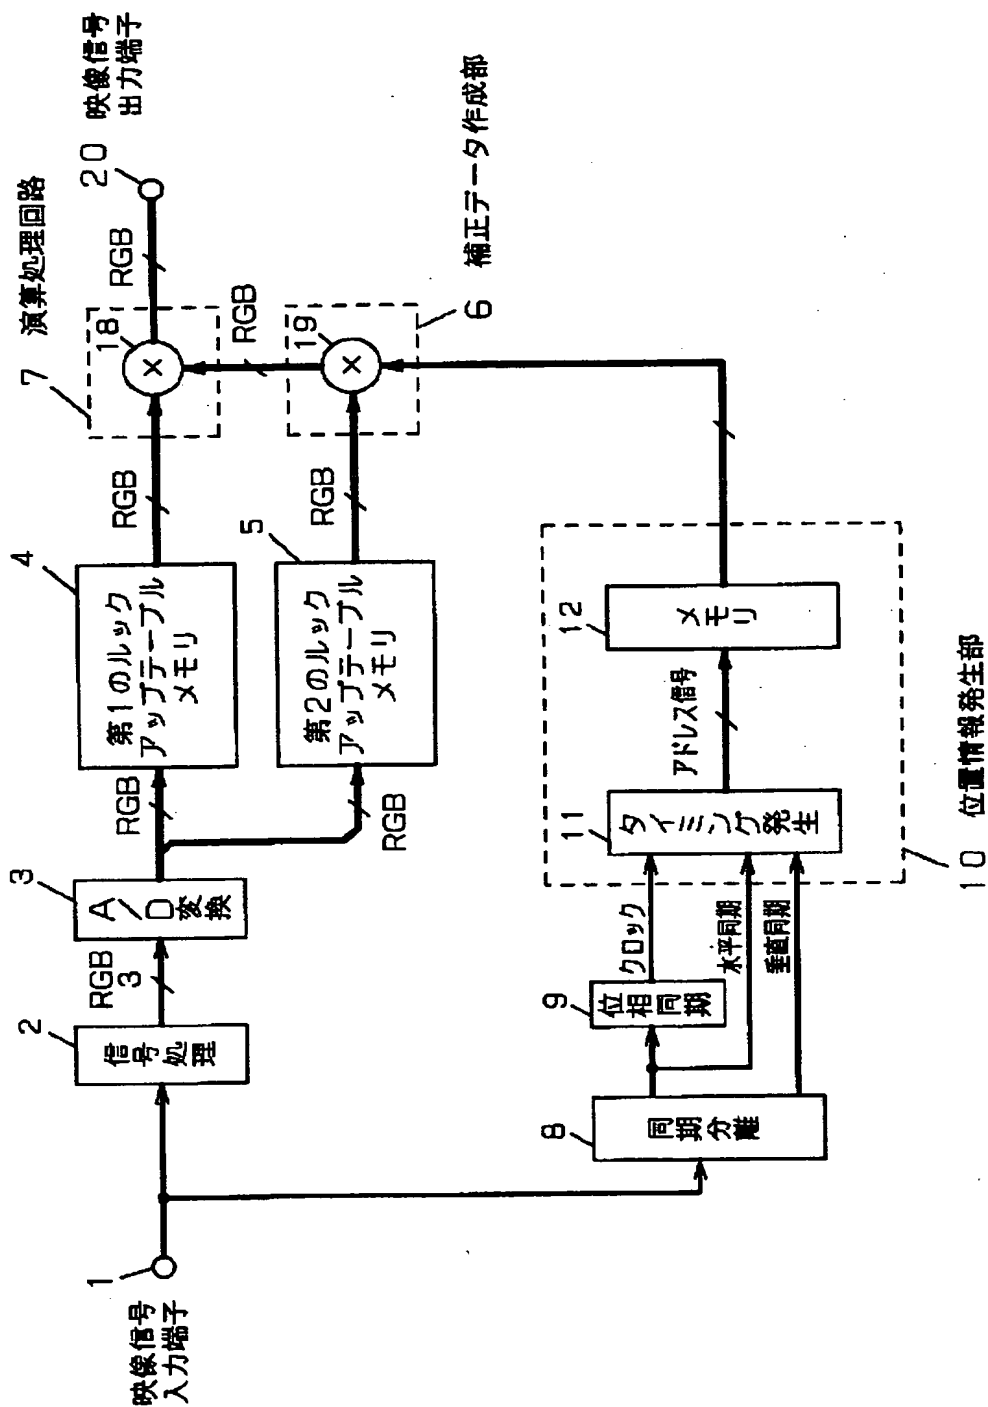 1
映像信号
入力端子
2
信号
処理
RGB
3
3
A/D
変換
RGB
RGB
4
第1のルック
アップテーブル
メモリ
5
第2のルック
アップテーブル
メモリ
RGB
RGB
7 演算処理回路
18
×
RGB
19
×
6 補正データ作成部
RGB
20 映像信号
出力端子
8
同期
分離
9
位相
同期
クロック
水平同期
垂直同期
11
タイミング発生
アドレス信号
12
メモリ
10 位置情報発生部